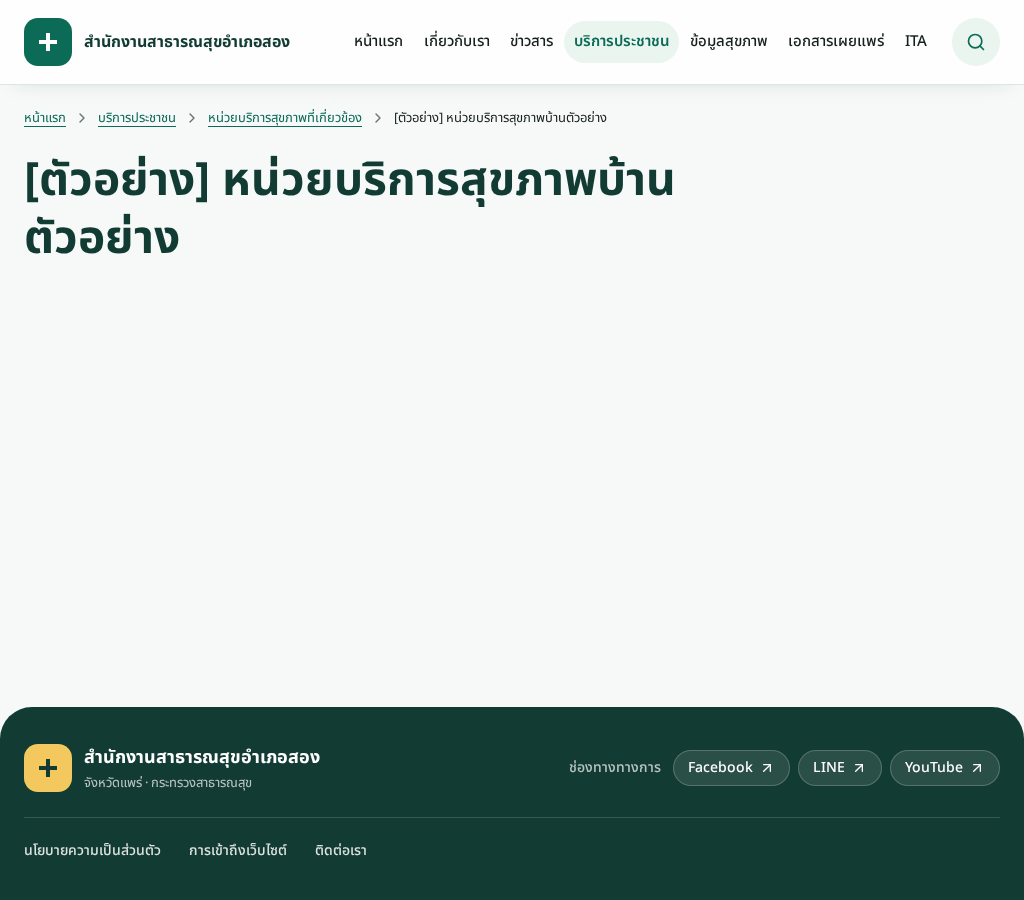 สำนักงานสาธารณสุขอำเภอสอง
หน้าแรก เกี่ยวกับเรา ข่าวสาร บริการประชาชน ข้อมูลสุขภาพ เอกสารเผยแพร่ ITA
หน้าแรก บริการประชาชน หน่วยบริการสุขภาพที่เกี่ยวข้อง [ตัวอย่าง] หน่วยบริการสุขภาพบ้านตัวอย่าง
[ตัวอย่าง] หน่วยบริการสุขภาพบ้าน
ตัวอย่าง
สำนักงานสาธารณสุขอำเภอสอง
จังหวัดแพร่ · กระทรวงสาธารณสุข
ช่องทางทางการ Facebook LINE YouTube
นโยบายความเป็นส่วนตัว การเข้าถึงเว็บไซต์ ติดต่อเรา